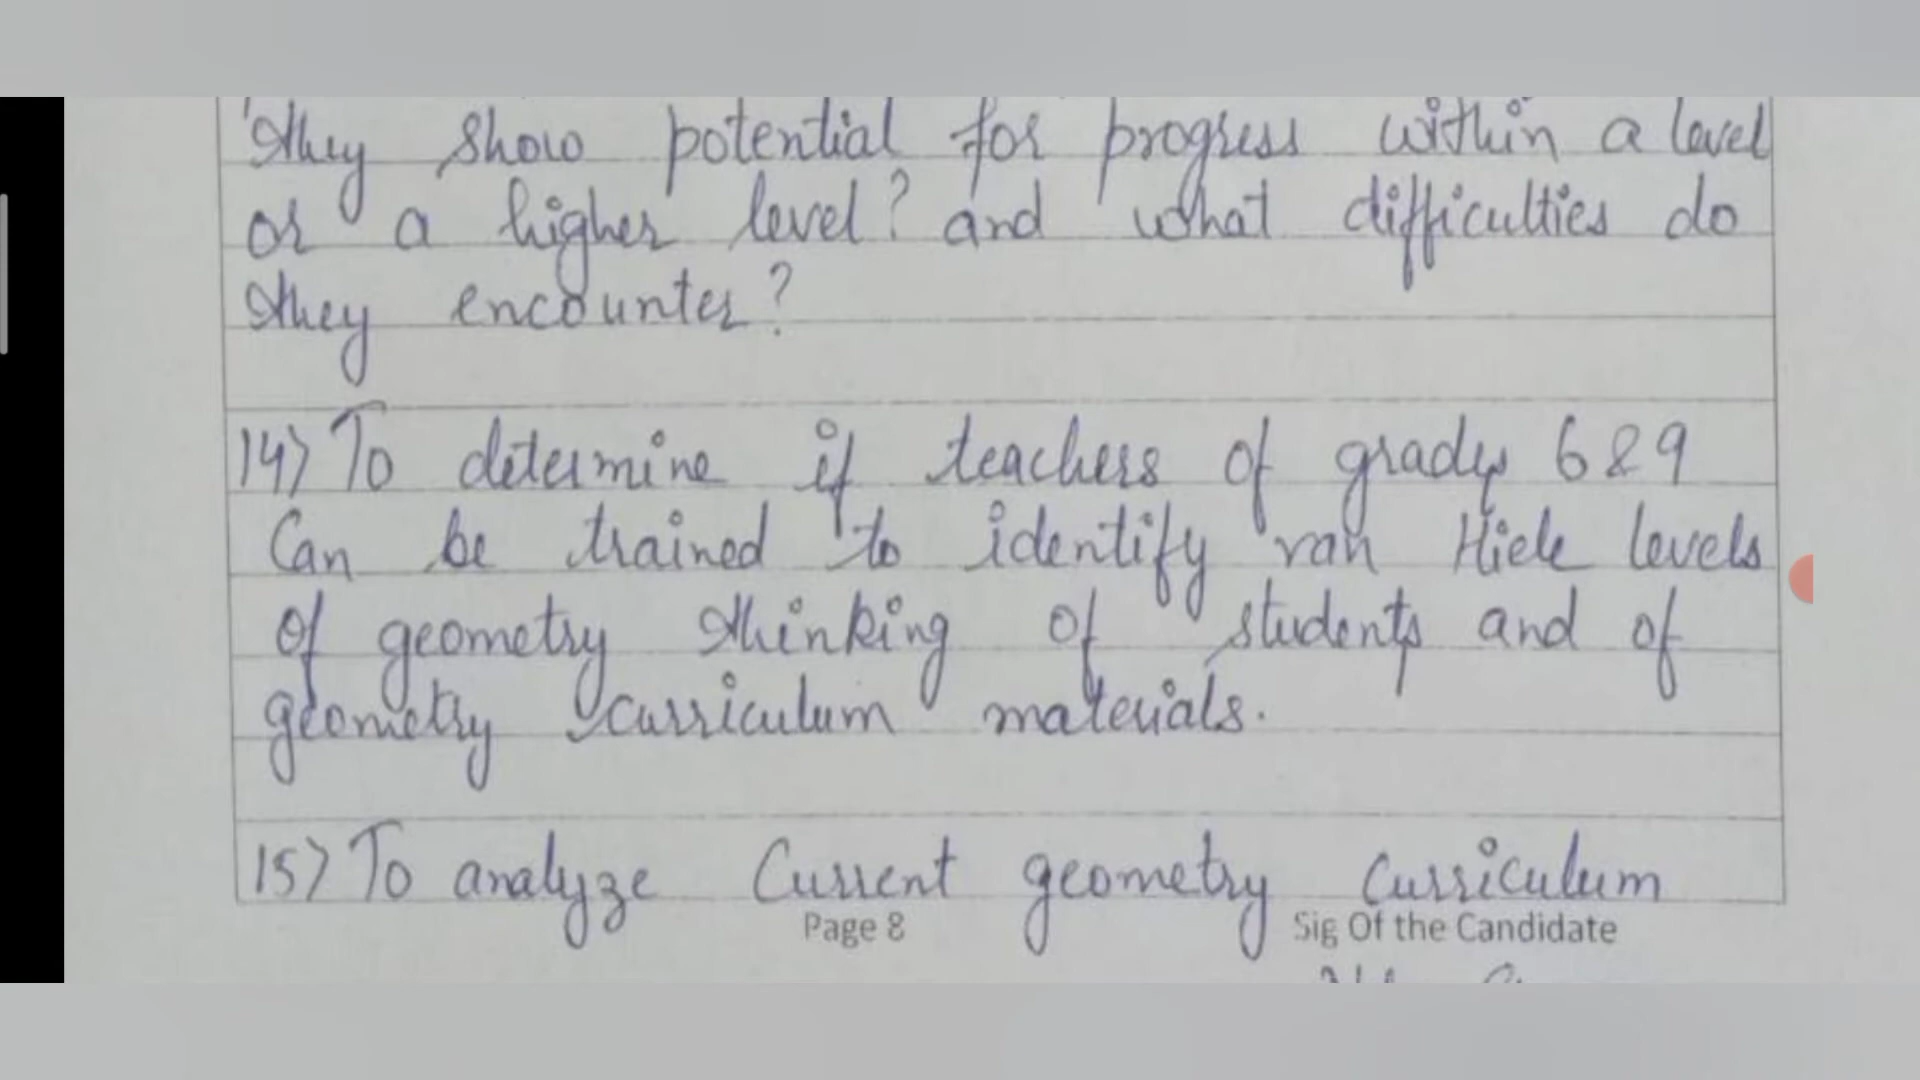 they show potential for progress within a level
or a higher level? and what difficulties do
they encounter?
14) To determine if teachers of grades 6 & 9
Can be trained to identify van Hiele levels
of geometry thinking of students and of
geometry curriculum materials.
15) To analyze Current geometry Curriculum
Page 8 Sig Of the Candidate